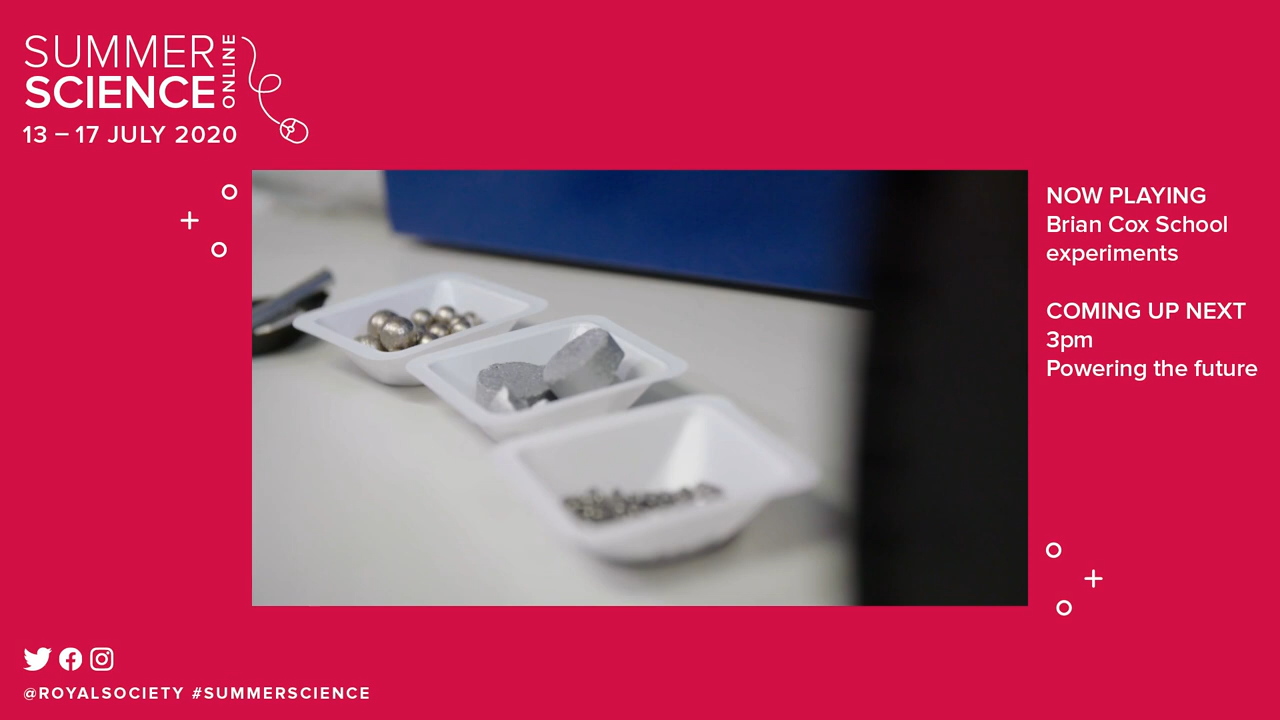 SUMMER
SCIENCE
ONLINE
13 – 17 JULY 2020
NOW PLAYING
Brian Cox School
experiments
COMING UP NEXT
3pm
Powering the future
@ROYALSOCIETY #SUMMERSCIENCE